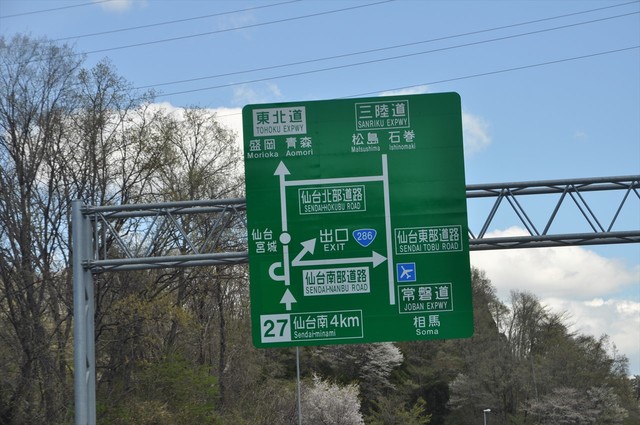 東北道
TOHOKU EXPWY
盛岡 青森
Morioka Aomori
三陸道
SANRIKU EXPWY
松島 石巻
Matsushima Ishinomaki
仙台北部道路
SENDAI-HOKUBU ROAD
仙台
宮城
出口
EXIT
286
仙台東部道路
SENDAI TOBU ROAD
仙台南部道路
SENDAI-NANBU ROAD
常磐道
JOBAN EXPWY
相馬
Soma
27 仙台南 4km
Sendai-minami